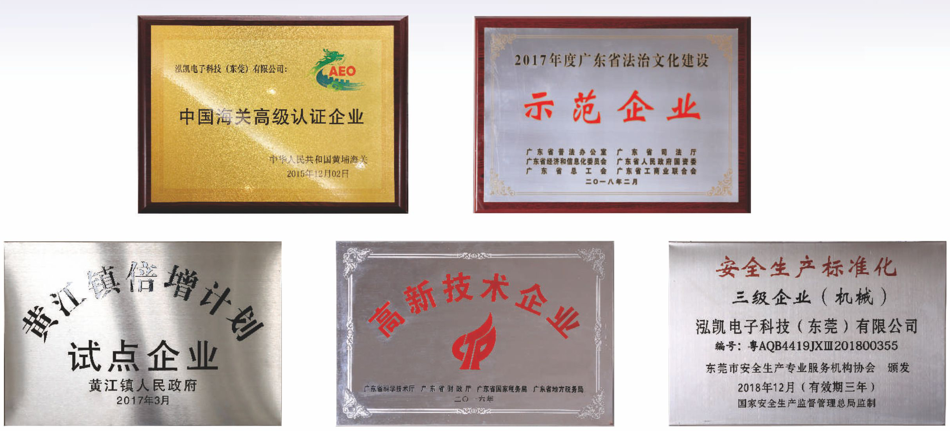 泓凯电子科技（东莞）有限公司：
AEO
中国海关高级认证企业
中华人民共和国黄埔海关
2015年12月02日
2017年度广东省法治文化建设
示范企业
广东省普法办公室 广东省司法厅
广东省经济和信息化委员会 广东省人民政府国资委
广东省总工会 广东省工商业联合会
二〇一八年二月
黄江镇倍增计划
试点企业
黄江镇人民政府
2017年3月
高新技术企业
广东省科学技术厅 广东省财政厅 广东省国家税务局 广东省地方税务局
二〇一六年
安全生产标准化
三级企业（机械）
泓凯电子科技（东莞）有限公司
编号：粤AQB4419JXⅢ201800355
东莞市安全生产专业服务机构协会 颁发
2018年12月（有效期三年）
国家安全生产监督管理总局监制